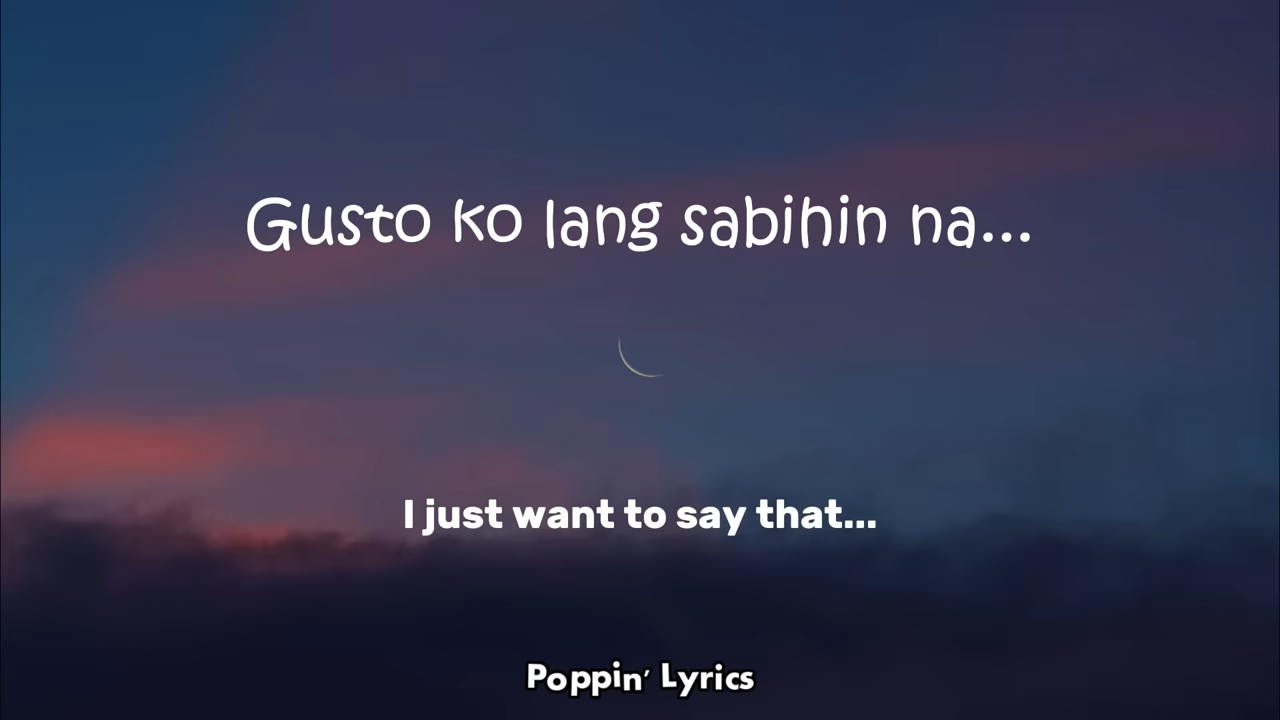 Gusto ko lang sabihin na...
I just want to say that...
Poppin' Lyrics